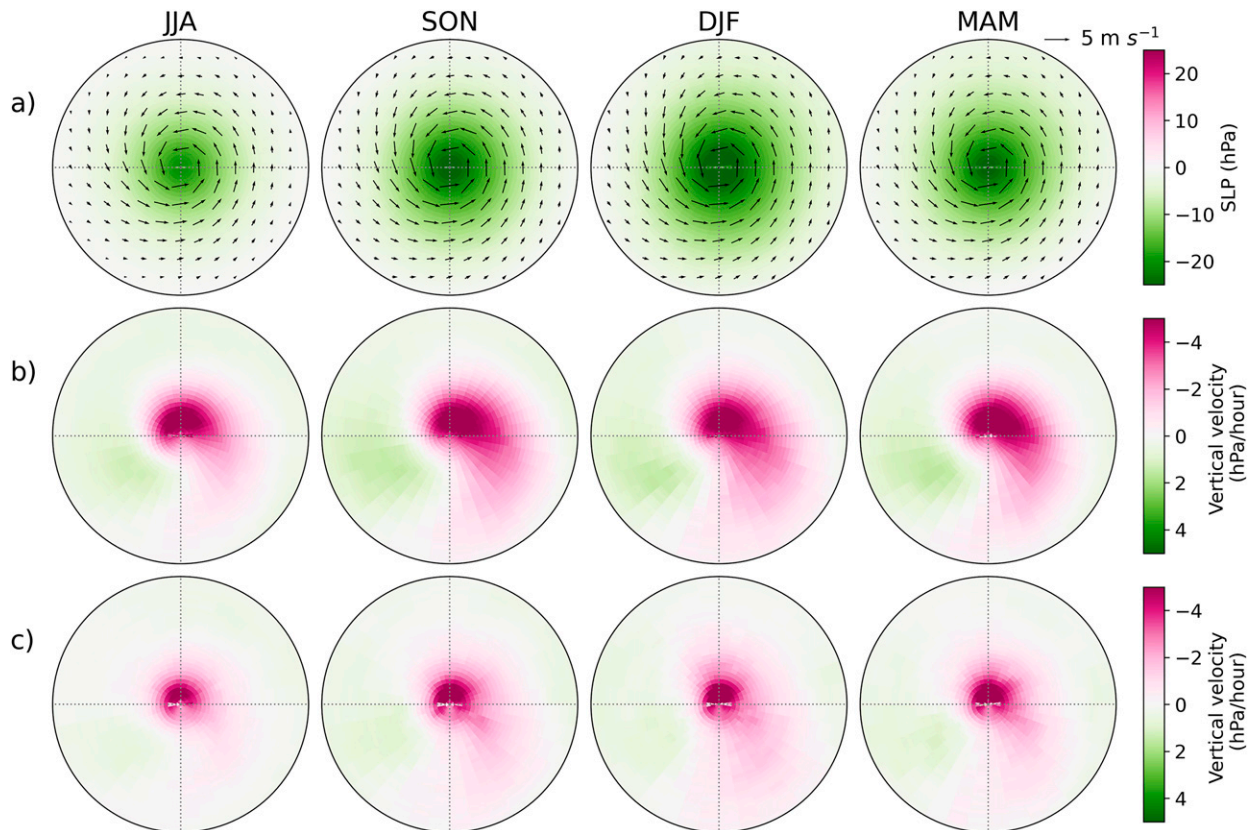 JJA SON DJF MAM
5 m s⁻¹
a)
20
10
0
−10
−20
SLP (hPa)
b)
−4
−2
0
2
4
Vertical velocity
(hPa/hour)
c)
−4
−2
0
2
4
Vertical velocity
(hPa/hour)